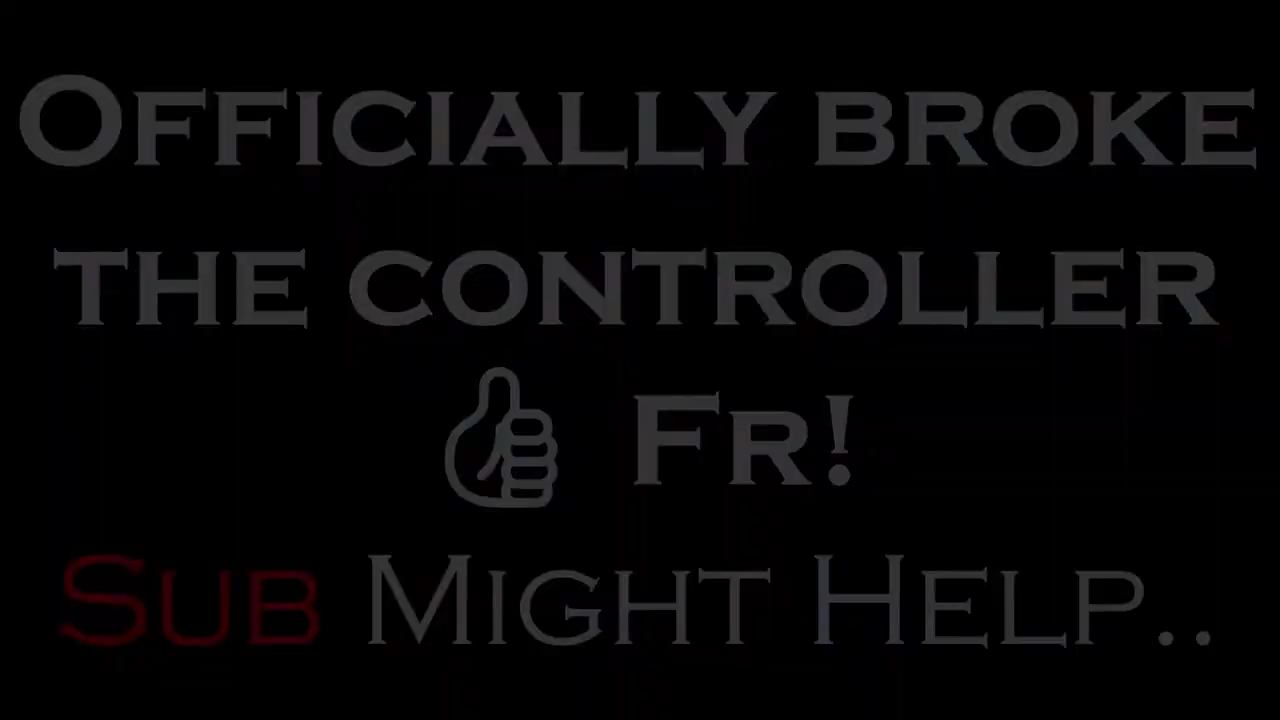 Officially broke
the controller
👍 Fr!
Sub Might Help..